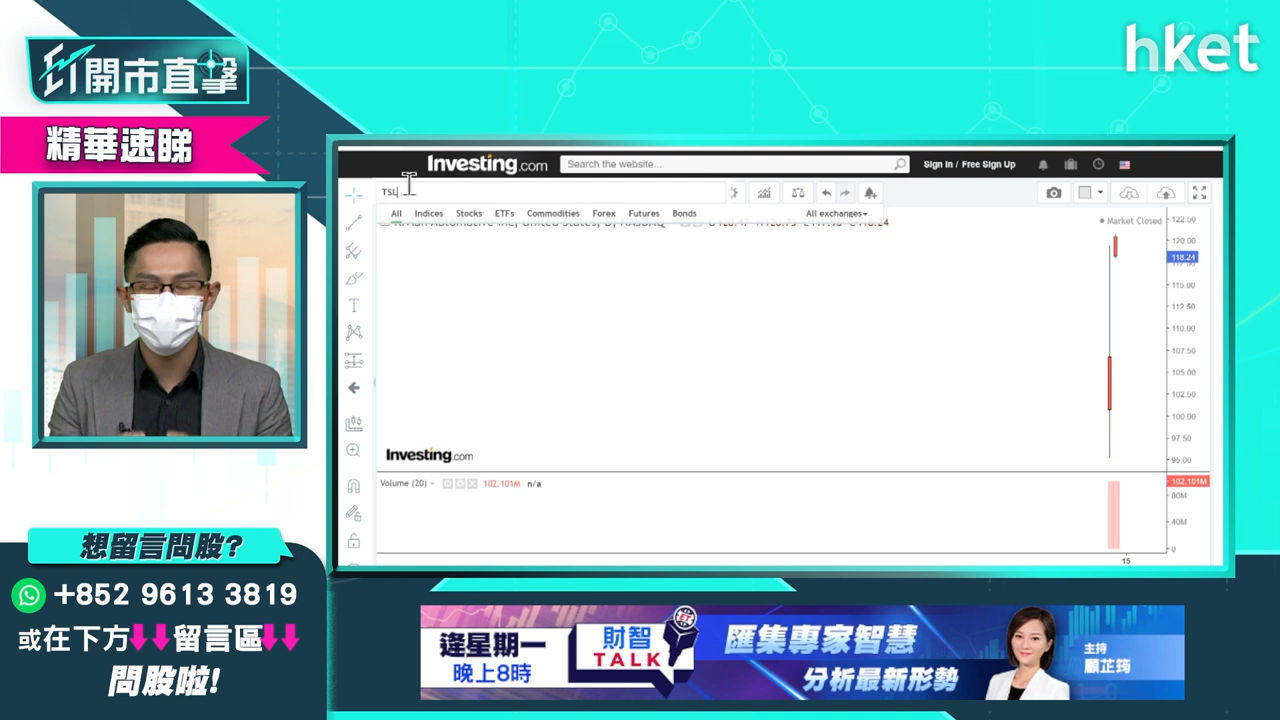 ET開市直擊
hket
精華速睇
Investing.com
Search the website...
Sign In / Free Sign Up
TSL
All Indices Stocks ETFs Commodities Forex Futures Bonds All exchanges
Market Closed
122.50
120.00
118.24
117.50
115.00
112.50
110.00
107.50
105.00
102.50
100.00
97.50
95.00
Investing.com
Volume (20) 102.101M n/a
102.101M
80M
40M
0
15
想留言問股?
+852 9613 3819
或在下方留言區
問股啦!
逢星期一
晚上8時
財智
TALK
匯集專家智慧
分析最新形勢
主持
顧芷筠